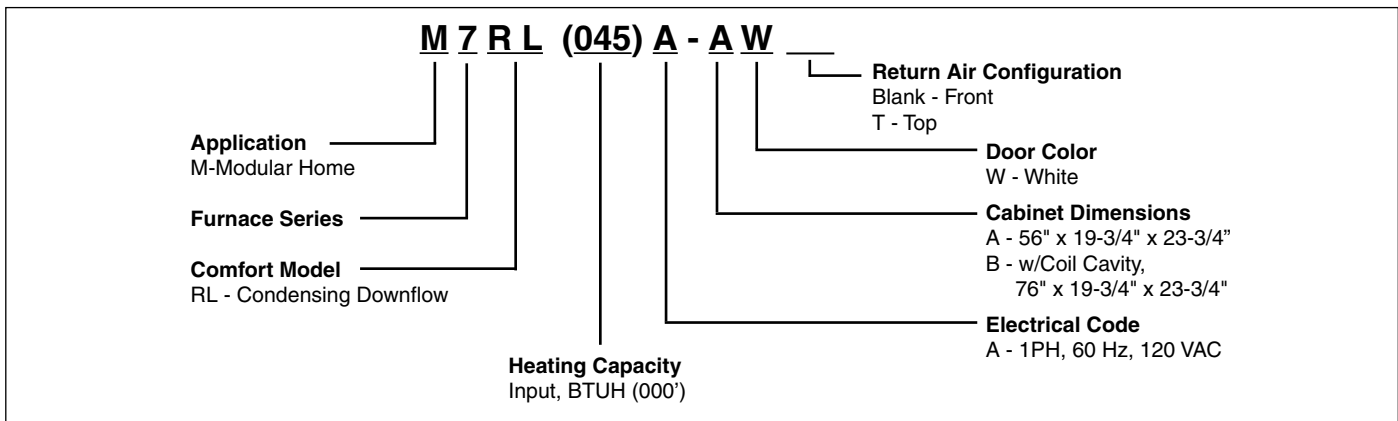 M 7 R L (045) A - A W
Return Air Configuration
Blank - Front
T - Top
Application
M-Modular Home
Door Color
W - White
Furnace Series
Cabinet Dimensions
A - 56" x 19-3/4" x 23-3/4”
B - w/Coil Cavity,
76" x 19-3/4" x 23-3/4"
Comfort Model
RL - Condensing Downflow
Electrical Code
A - 1PH, 60 Hz, 120 VAC
Heating Capacity
Input, BTUH (000’)